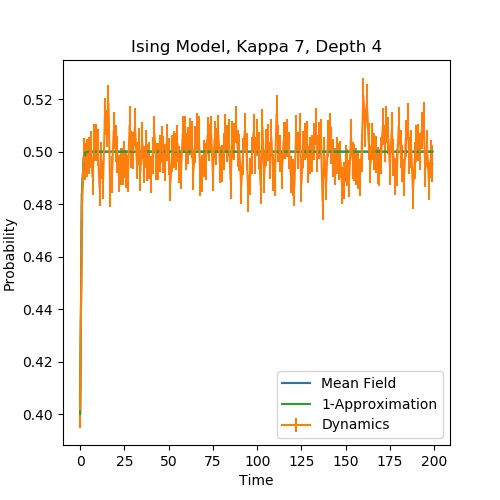 Ising Model, Kappa 7, Depth 4
0.52
0.50
0.48
0.46
0.44
0.42
0.40
Probability
0 25 50 75 100 125 150 175 200
Time
Mean Field
1-Approximation
Dynamics